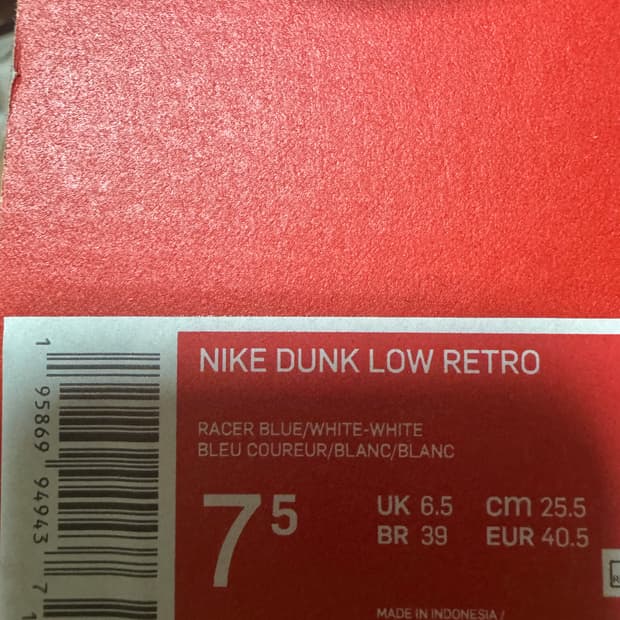 NIKE DUNK LOW RETRO
RACER BLUE/WHITE-WHITE
BLEU COUREUR/BLANC/BLANC
7 5
UK 6.5 cm 25.5
BR 39 EUR 40.5
MADE IN INDONESIA /
1 95869 94943 7